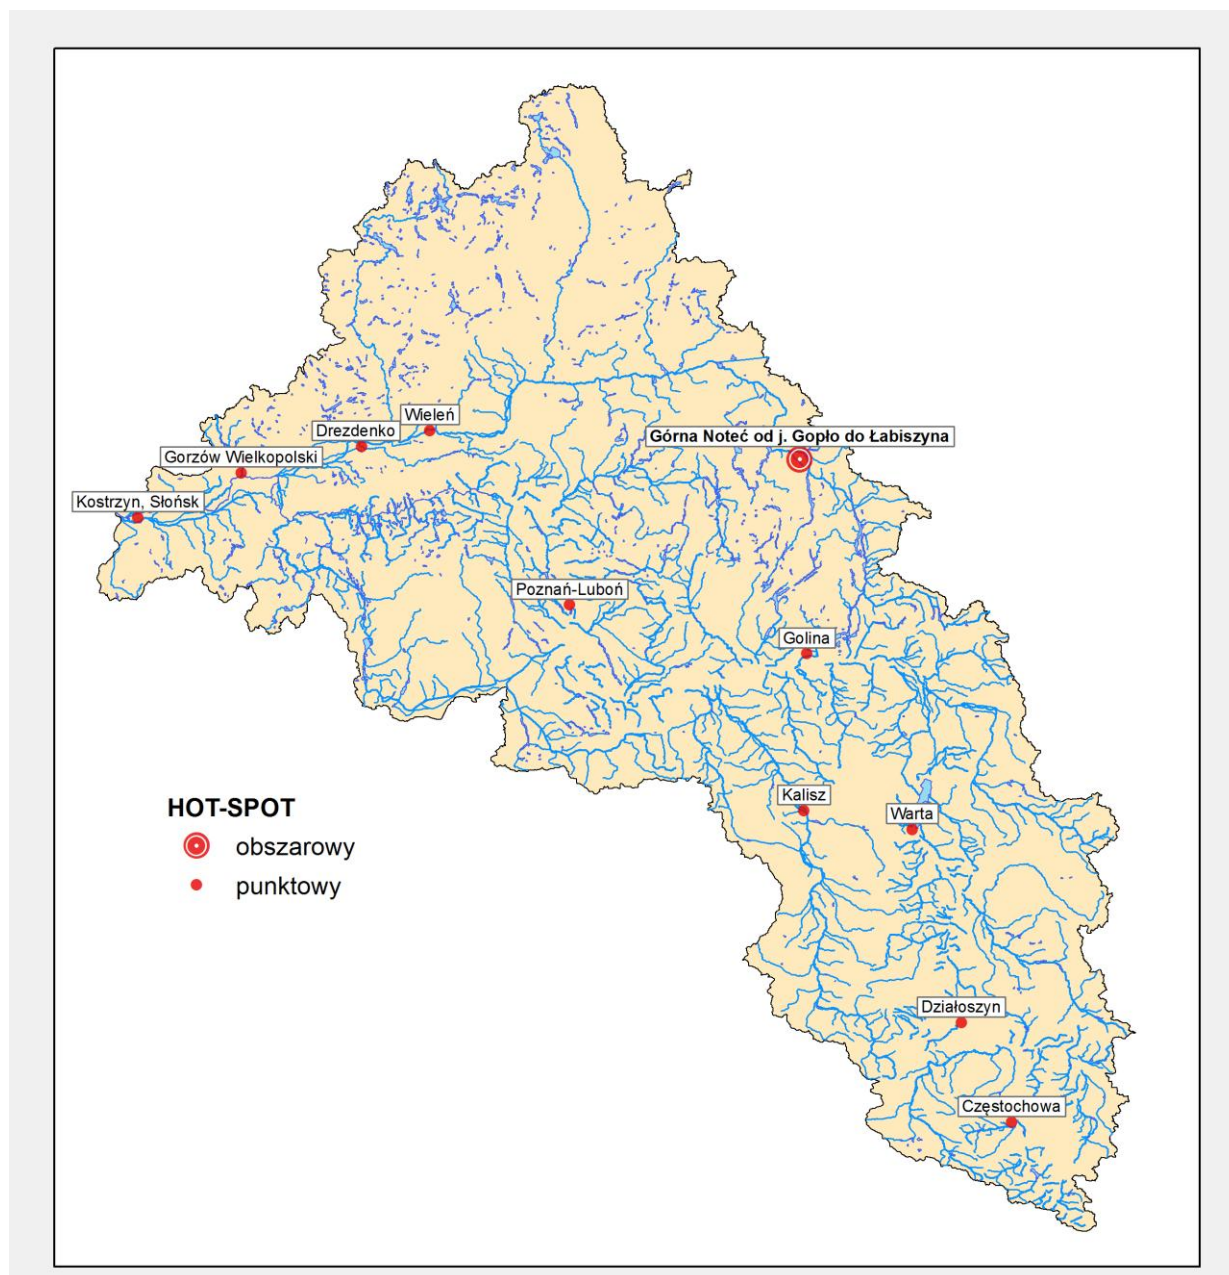 Wieleń
Drezdenko
Górna Noteć od j. Gopło do Łabiszyna
Gorzów Wielkopolski
Kostrzyn, Słońsk
Poznań-Luboń
Golina
Kalisz
Warta
HOT-SPOT
obszarowy
punktowy
Działoszyn
Częstochowa